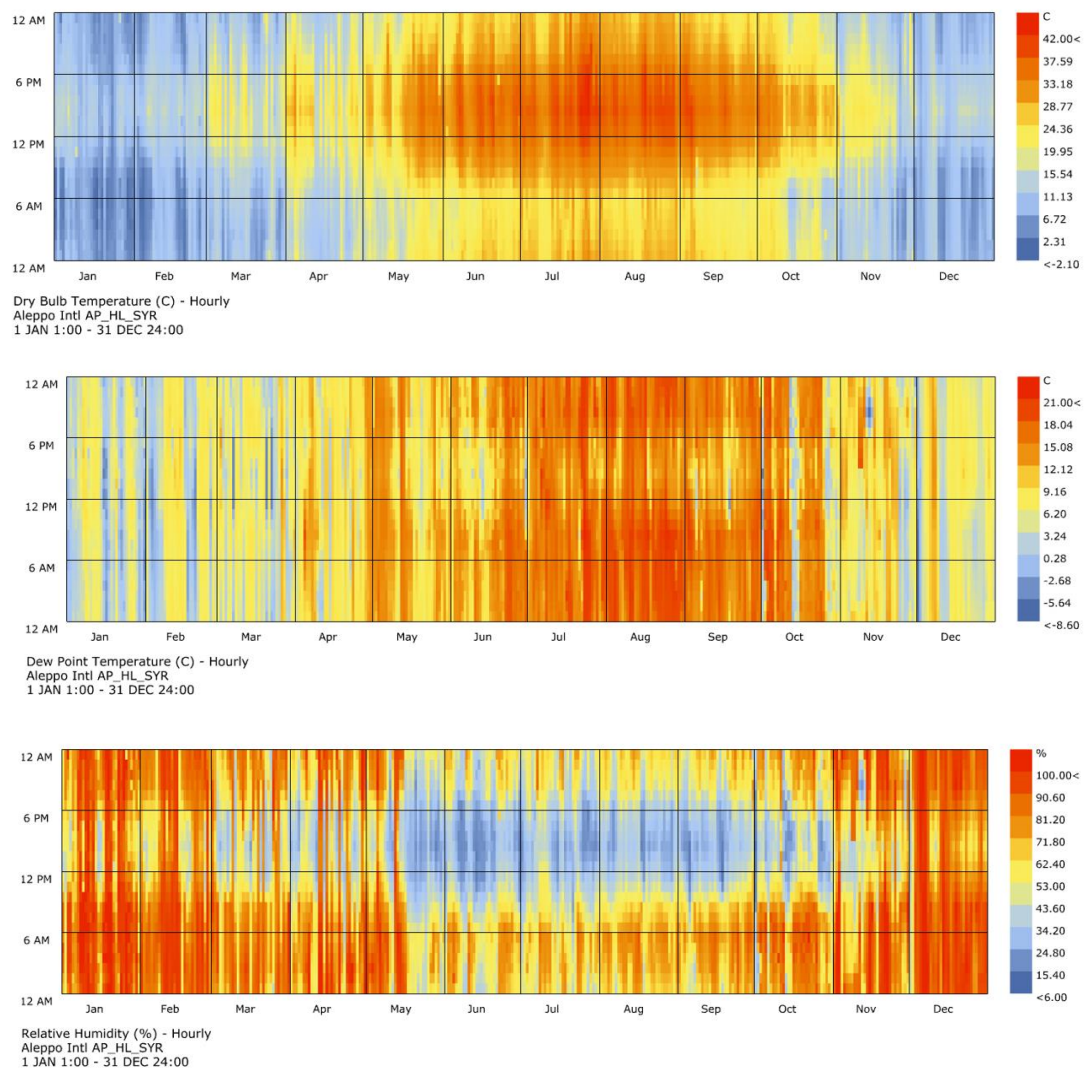 12 AM
6 PM
12 PM
6 AM
12 AM
Jan Feb Mar Apr May Jun Jul Aug Sep Oct Nov Dec
C
42.00<
37.59
33.18
28.77
24.36
19.95
15.54
11.13
6.72
2.31
<-2.10
Dry Bulb Temperature (C) - Hourly
Aleppo Intl AP_HL_SYR
1 JAN 1:00 - 31 DEC 24:00
12 AM
6 PM
12 PM
6 AM
12 AM
Jan Feb Mar Apr May Jun Jul Aug Sep Oct Nov Dec
C
21.00<
18.04
15.08
12.12
9.16
6.20
3.24
0.28
-2.68
-5.64
<-8.60
Dew Point Temperature (C) - Hourly
Aleppo Intl AP_HL_SYR
1 JAN 1:00 - 31 DEC 24:00
12 AM
6 PM
12 PM
6 AM
12 AM
Jan Feb Mar Apr May Jun Jul Aug Sep Oct Nov Dec
%
100.00<
90.60
81.20
71.80
62.40
53.00
43.60
34.20
24.80
15.40
<6.00
Relative Humidity (%) - Hourly
Aleppo Intl AP_HL_SYR
1 JAN 1:00 - 31 DEC 24:00